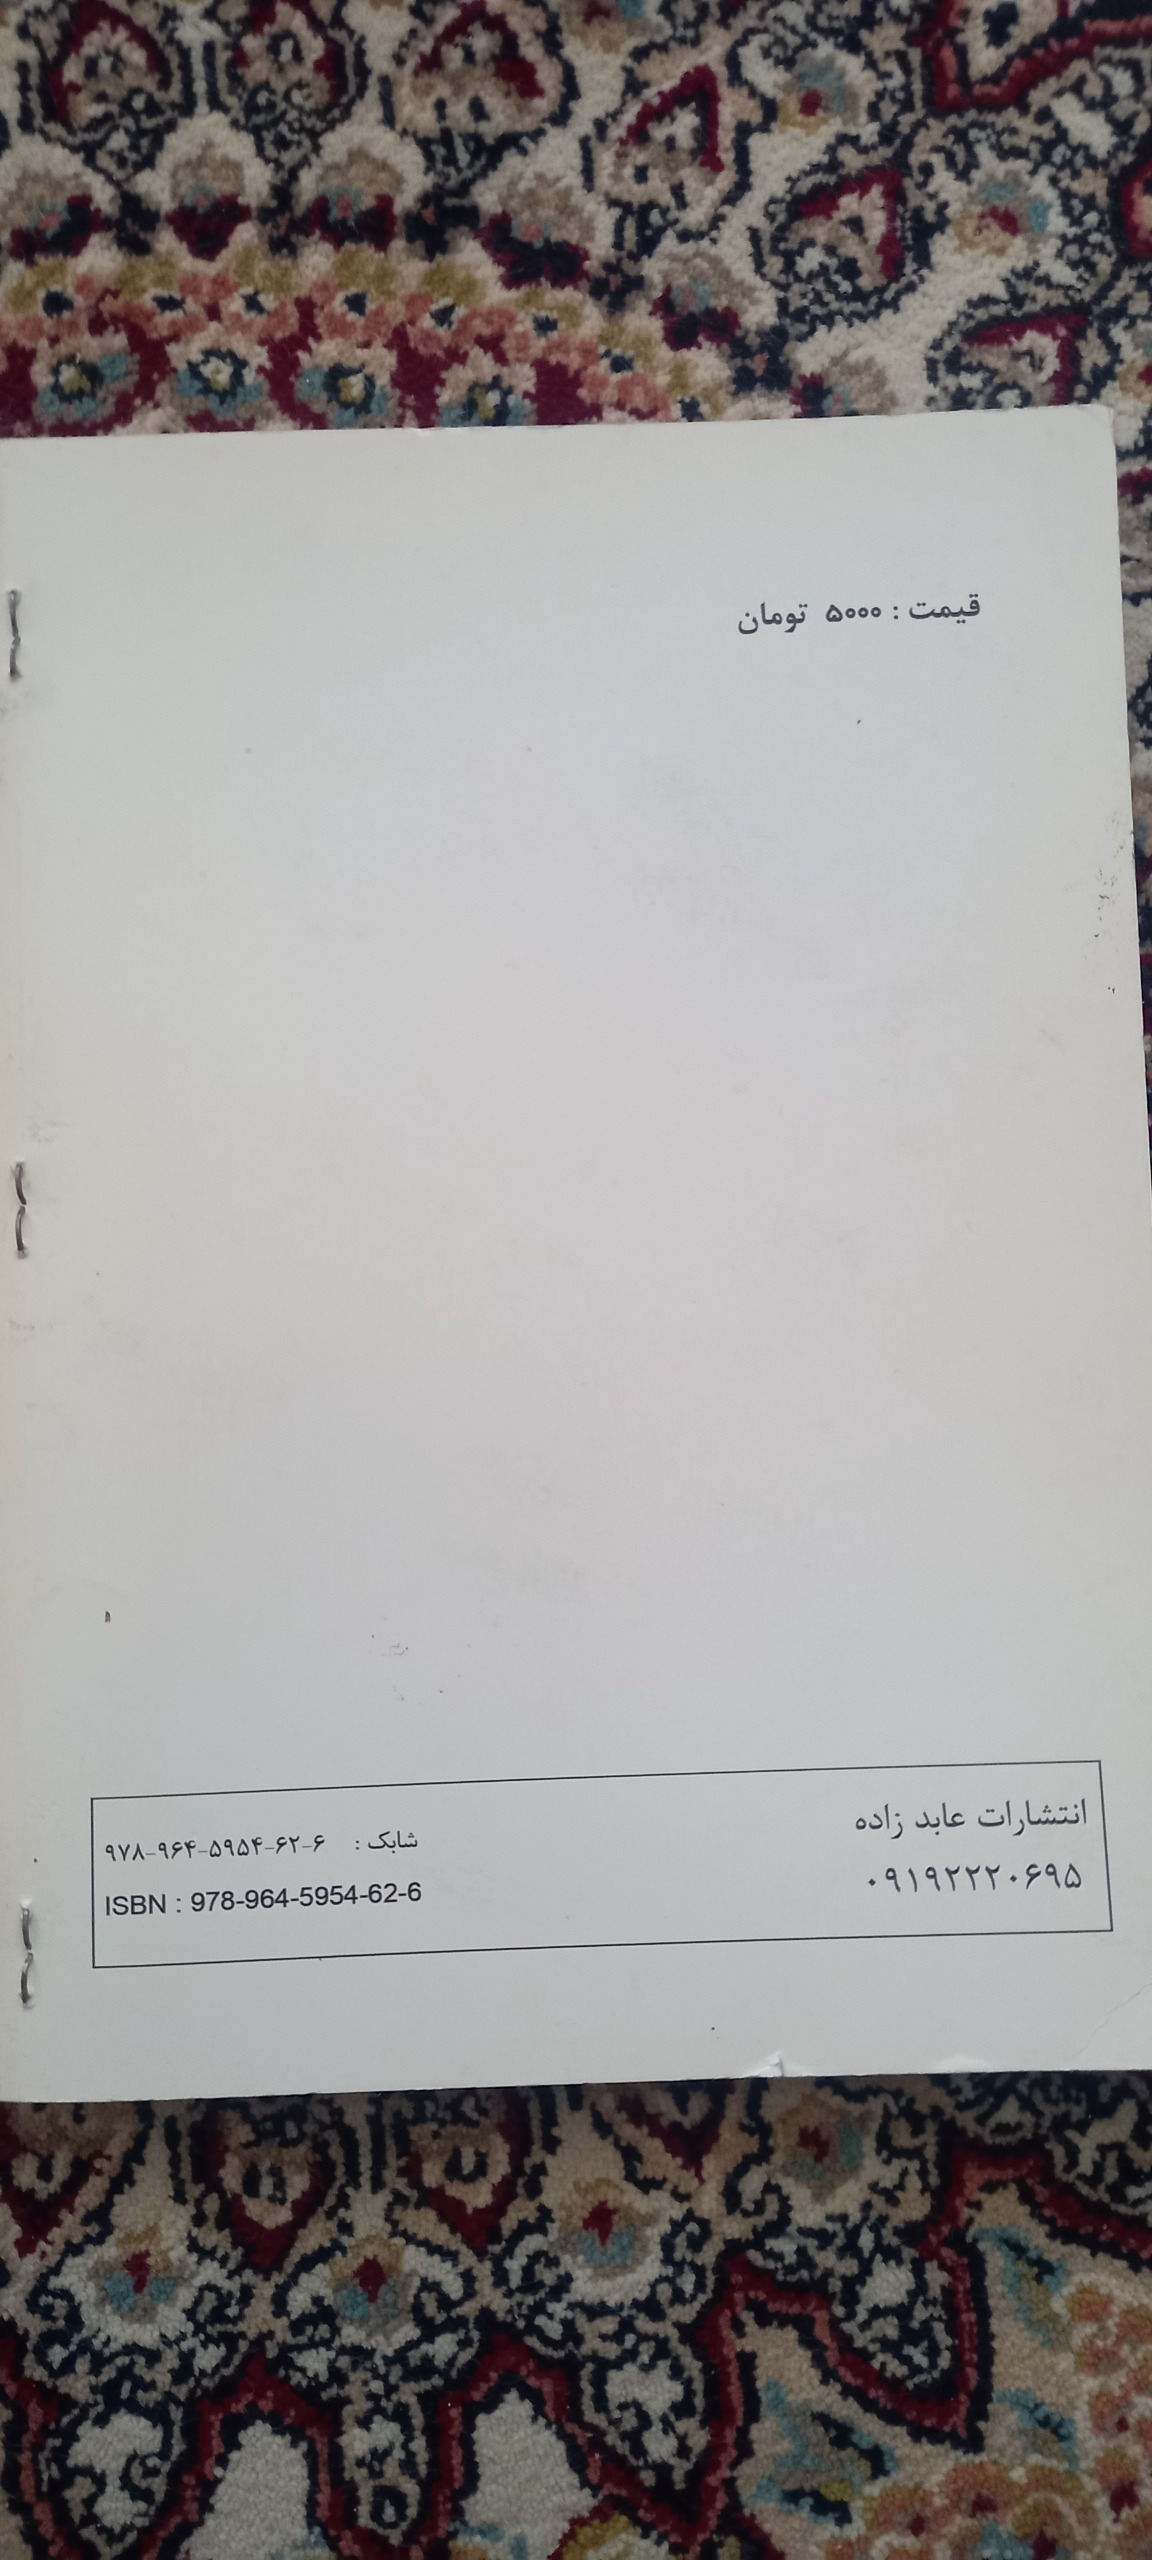 قیمت : ۵۰۰۰ تومان
انتشارات عابد زاده
۰۹۱۹۲۲۲۰۶۹۵
شابک : ۹۷۸-۹۶۴-۵۹۵۴-۶۲-۶
ISBN : 978-964-5954-62-6